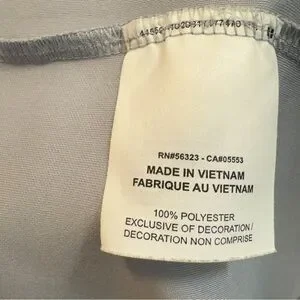 RN#56323 - CA#05553
MADE IN VIETNAM
FABRIQUE AU VIETNAM
100% POLYESTER
EXCLUSIVE OF DECORATION /
DECORATION NON COMPRISE